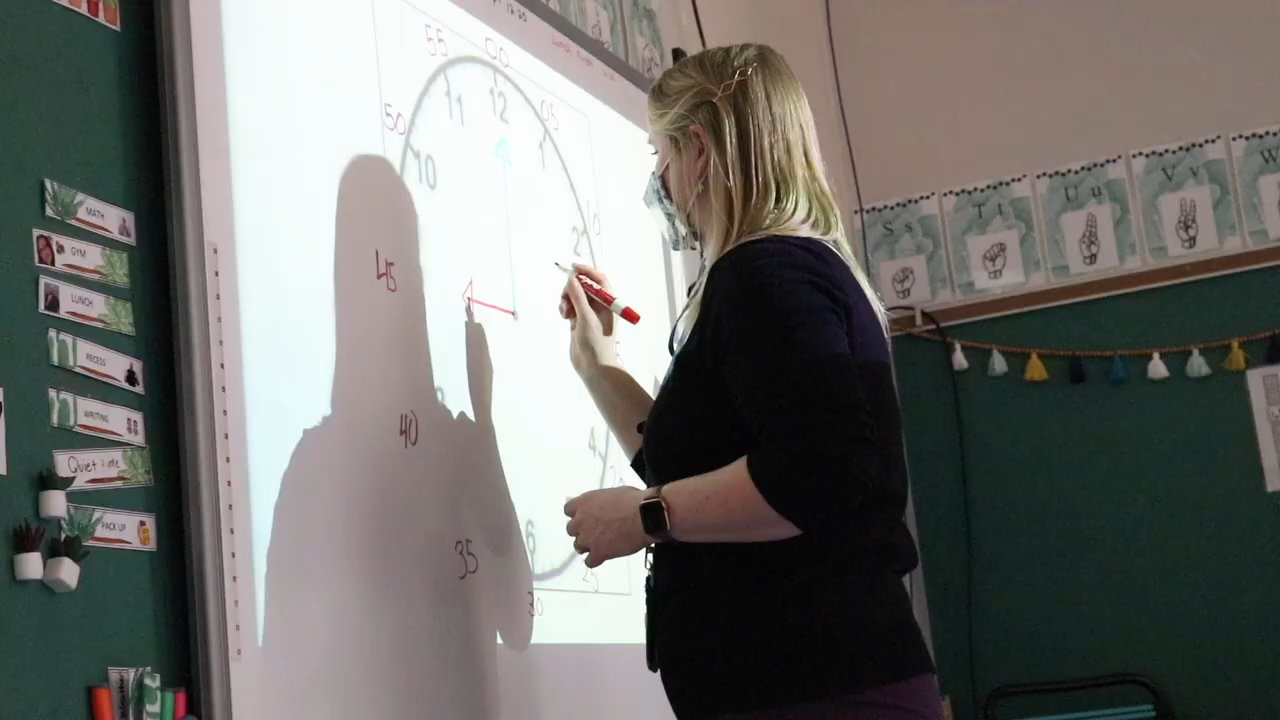 55
00
05
11
12
1
50
10
10
2
45
40
4
35
6
30
MATH
GYM
LUNCH
RECESS
WRITING
Quiet time
PACK UP
Ss
Tt
Uu
Vv
W